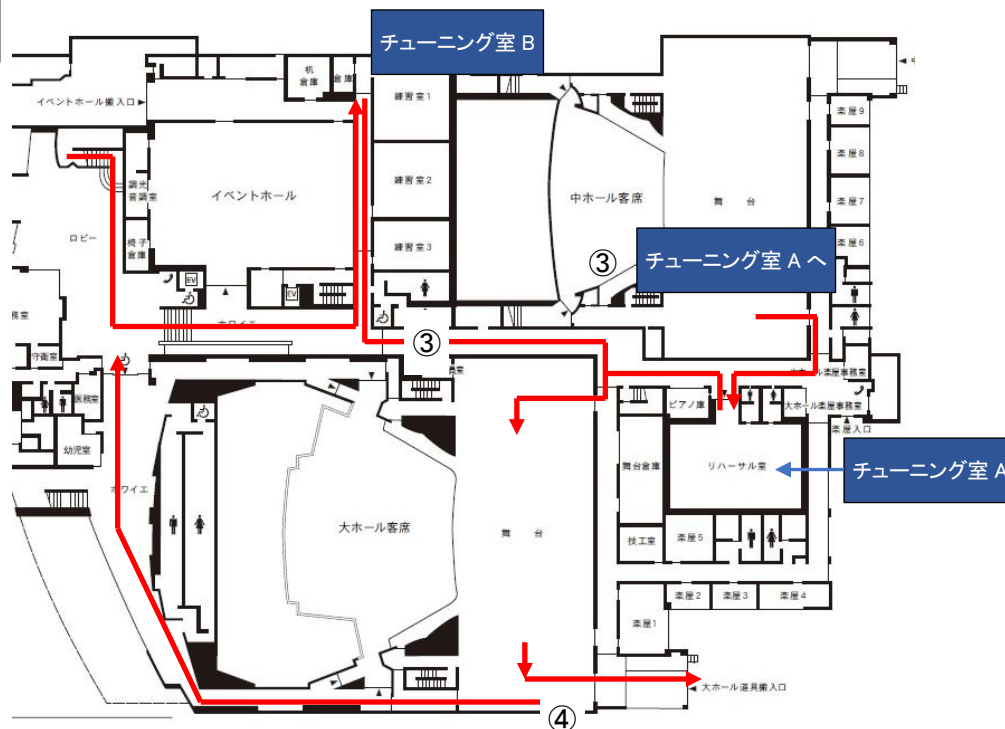 チューニング室 B
机
倉庫
倉庫
練習室1
イベントホール搬入口
楽屋9
楽屋8
練習室2
調光
音調室
イベントホール
中ホール客席
舞 台
楽屋7
ロビー
椅子
倉庫
練習室3
楽屋6
③
チューニング室 A へ
EV
EV
ホワイエ
③
守衛室
医務室
大ホール楽屋事務室
楽屋入口
ピアノ庫
幼児室
舞台倉庫
リハーサル室
チューニング室 A
ホワイエ
大ホール客席
舞 台
技工室
楽屋5
楽屋2
楽屋3
楽屋4
楽屋1
大ホール道具搬入口
④